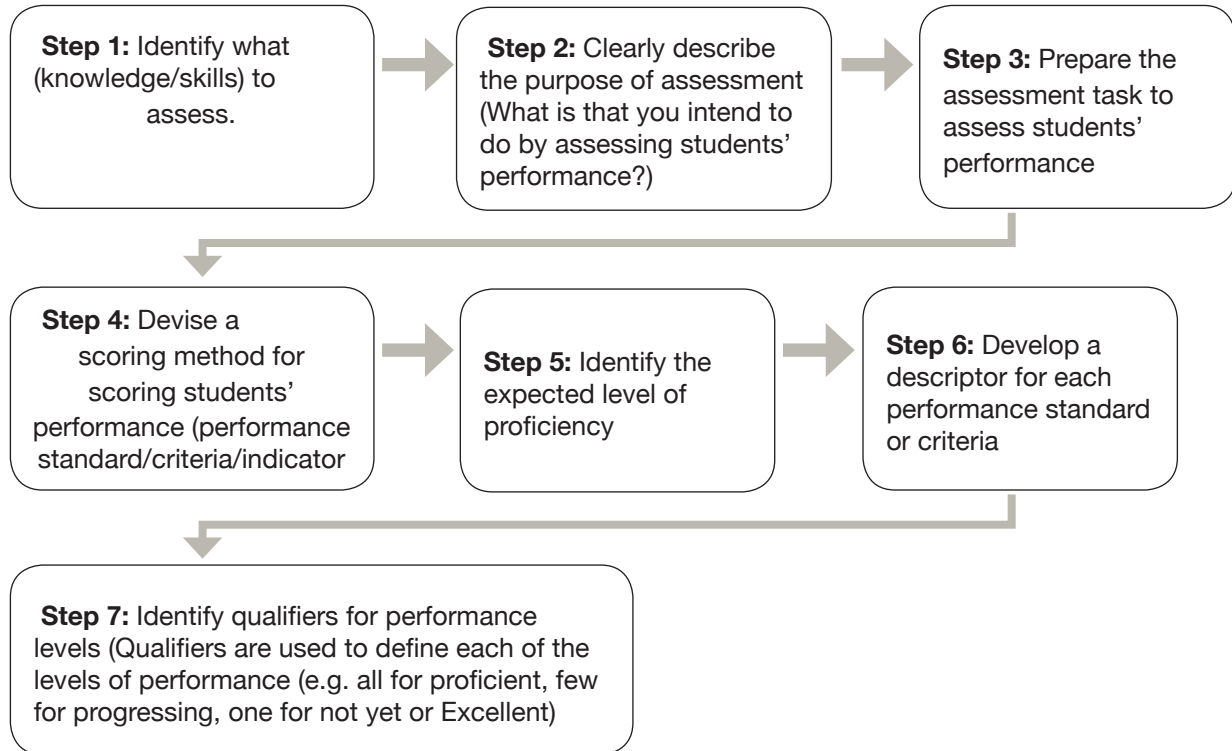 Step 1: Identify what
(knowledge/skills) to
assess.
Step 2: Clearly describe
the purpose of assessment
(What is that you intend to
do by assessing students’
performance?)
Step 3: Prepare the
assessment task to
assess students’
performance
Step 4: Devise a
scoring method for
scoring students’
performance (performance
standard/criteria/indicator
Step 5: Identify the
expected level of
proficiency
Step 6: Develop a
descriptor for each
performance standard
or criteria
Step 7: Identify qualifiers for performance
levels (Qualifiers are used to define each of the
levels of performance (e.g. all for proficient, few
for progressing, one for not yet or Excellent)